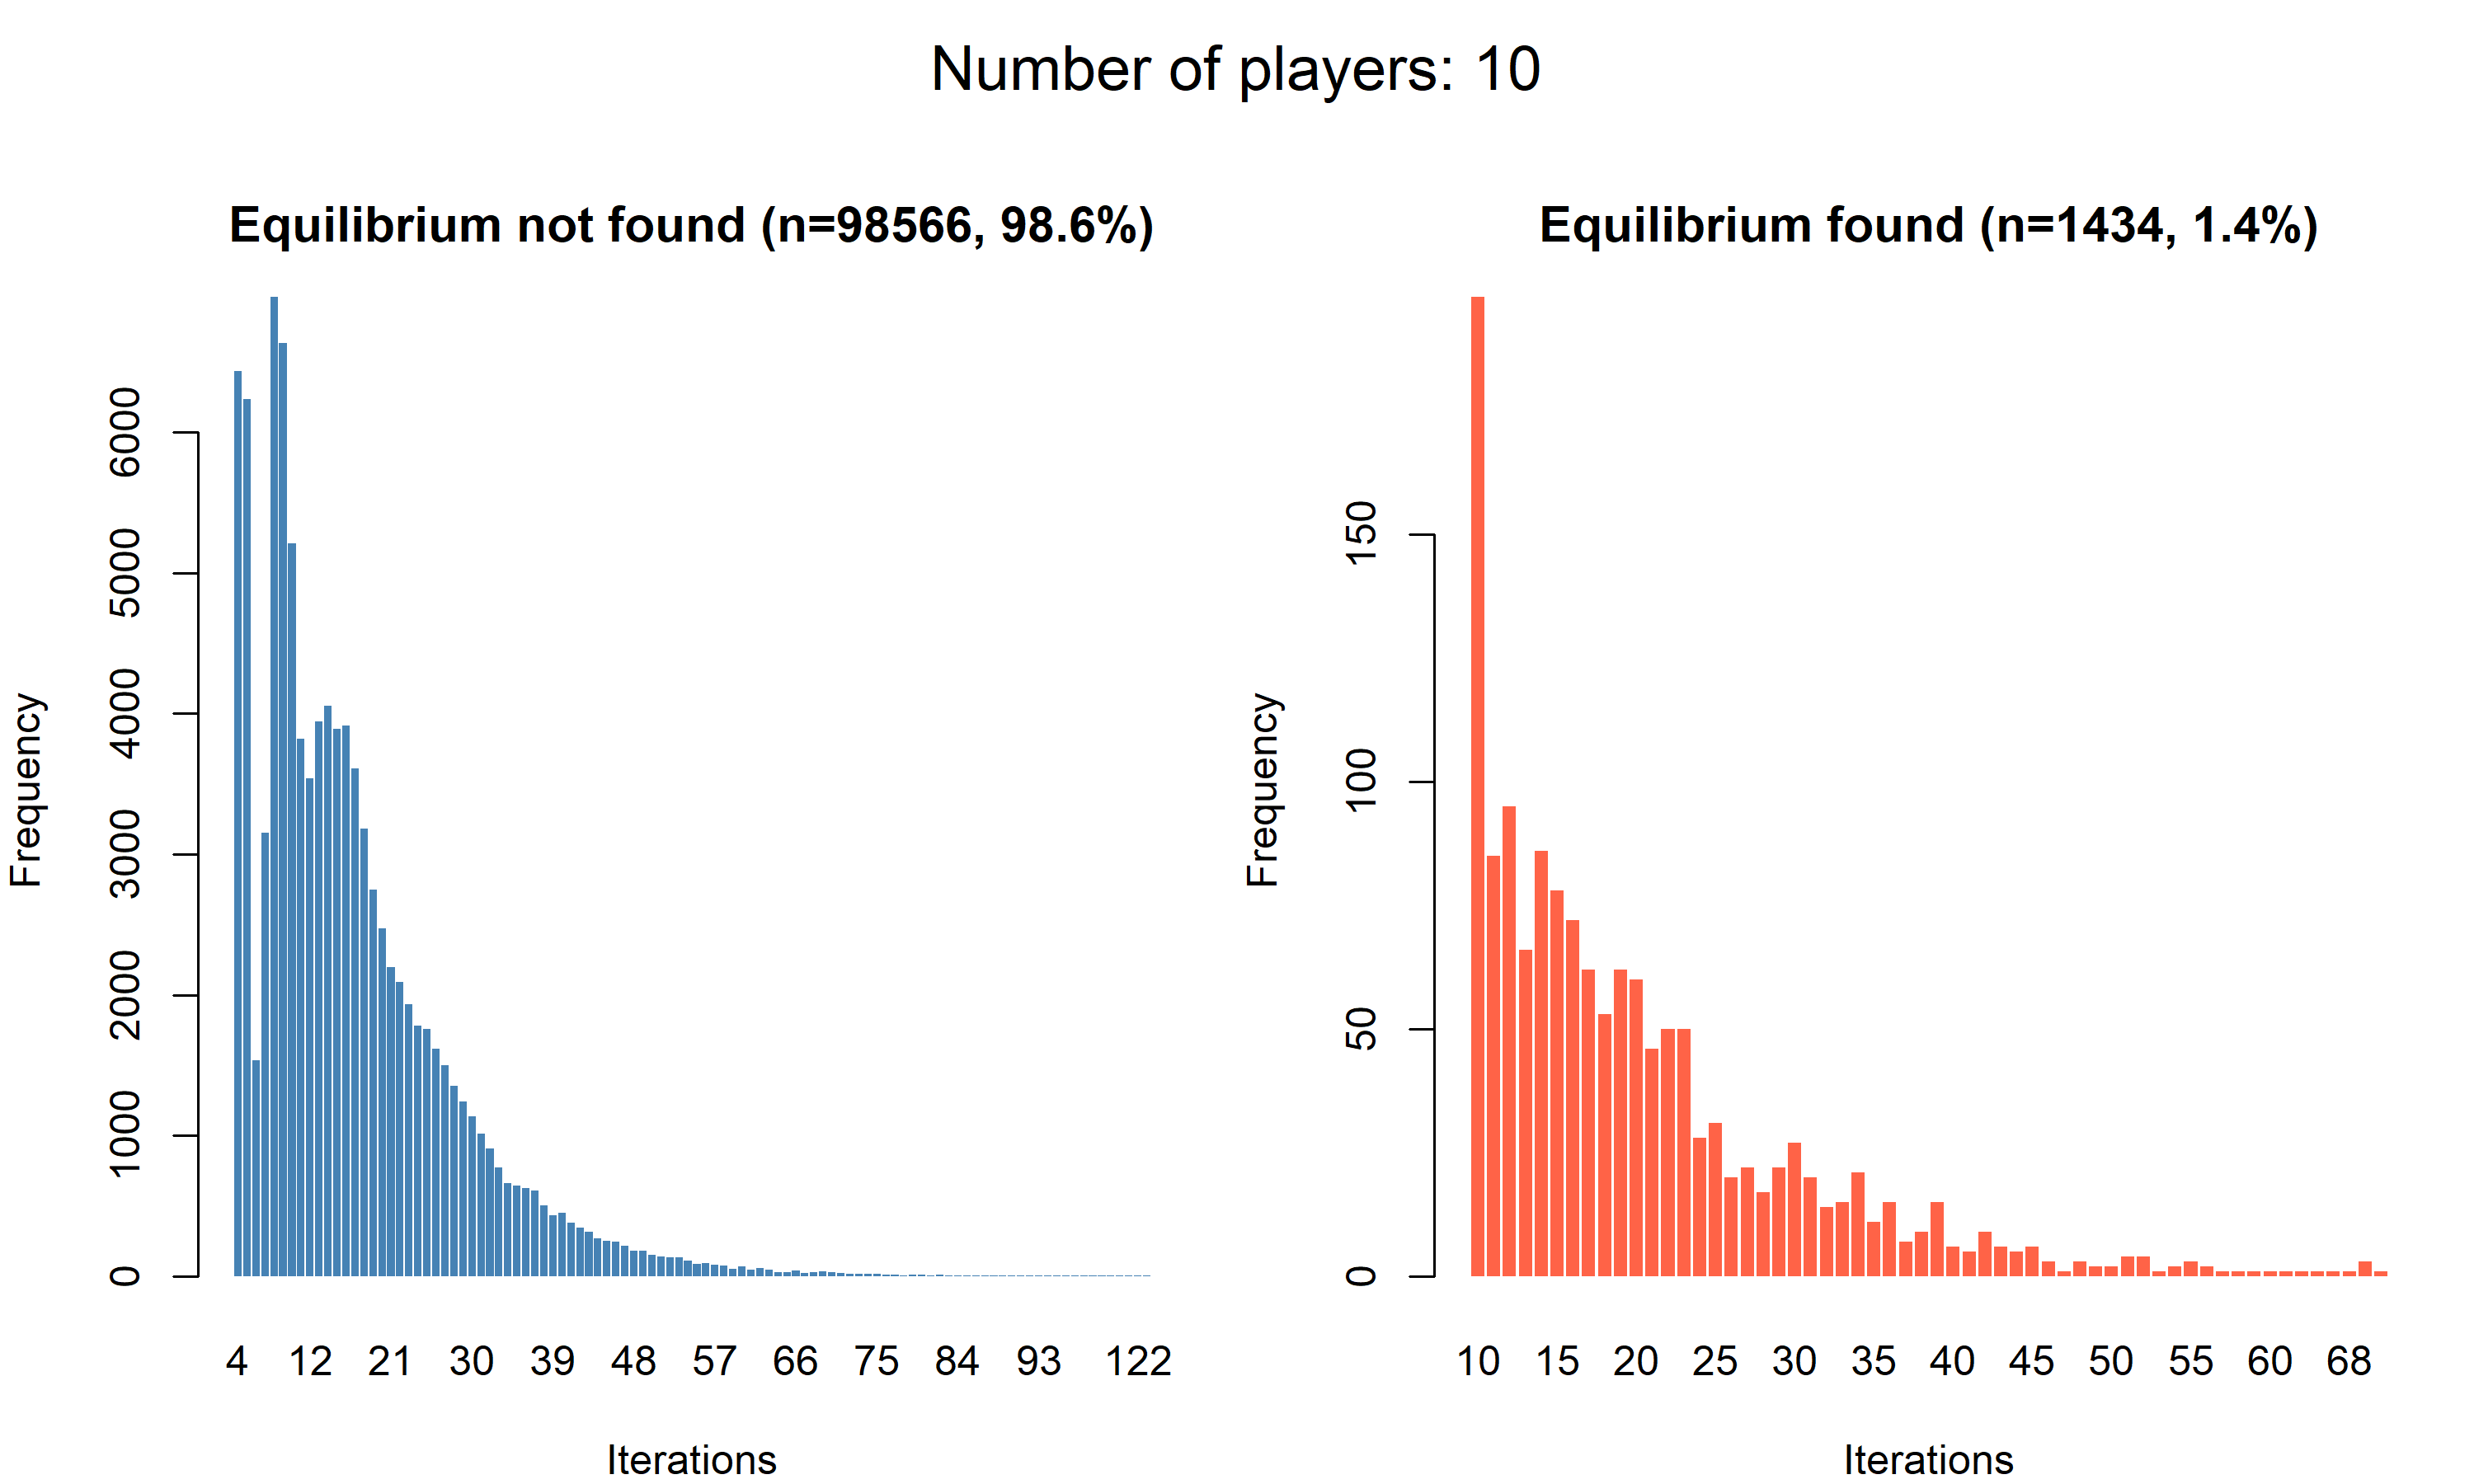 Number of players: 10
Equilibrium not found (n=98566, 98.6%)
Frequency
6000
5000
4000
3000
2000
1000
0
4 12 21 30 39 48 57 66 75 84 93 122
Iterations
Equilibrium found (n=1434, 1.4%)
Frequency
150
100
50
0
10 15 20 25 30 35 40 45 50 55 60 68
Iterations